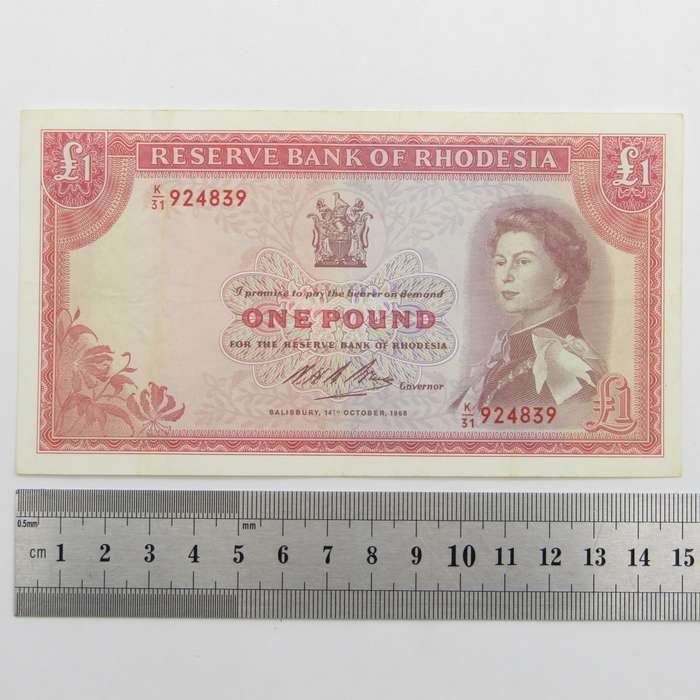 £1 RESERVE BANK OF RHODESIA £1
K/31 924839
I promise to pay the bearer on demand
ONE POUND
FOR THE RESERVE BANK OF RHODESIA
Governor
SALISBURY, 14TH OCTOBER, 1968
K/31 924839 £1
0.5mm mm
cm 1 2 3 4 5 6 7 8 9 10 11 12 13 14 15